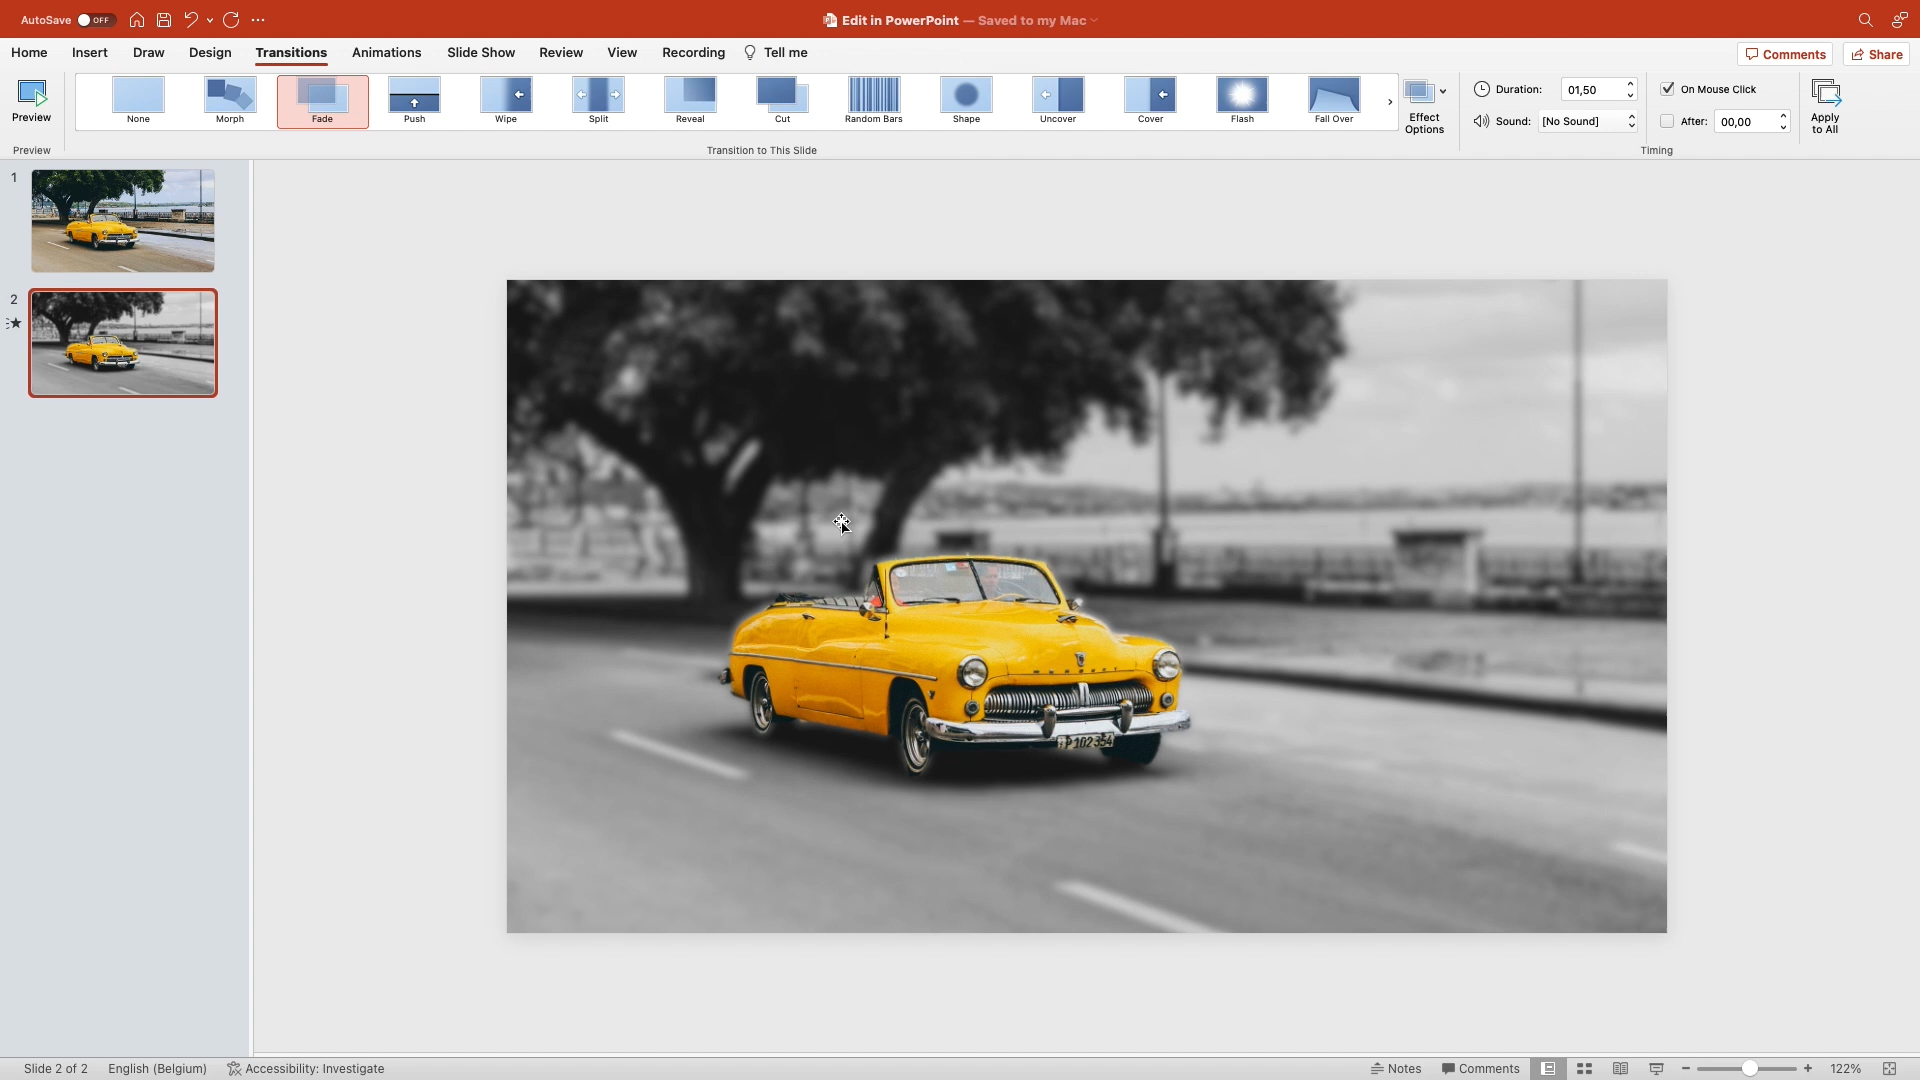 AutoSave OFF
Edit in PowerPoint — Saved to my Mac
Home Insert Draw Design Transitions Animations Slide Show Review View Recording Tell me
Comments Share
Preview
None Morph Fade Push Wipe Split Reveal Cut Random Bars Shape Uncover Cover Flash Fall Over
Effect
Options
Duration: 01,50
Sound: [No Sound]
On Mouse Click
After: 00,00
Apply
to All
Preview
Transition to This Slide
Timing
1
2
P102354
Slide 2 of 2 English (Belgium) Accessibility: Investigate
Notes Comments 122%